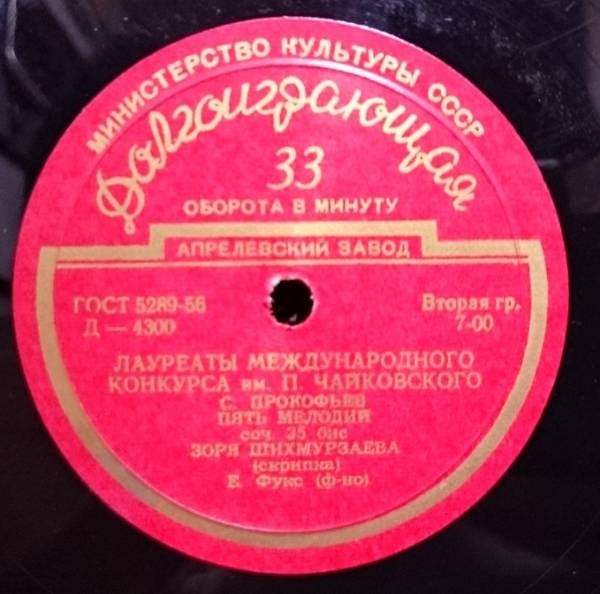 МИНИСТЕРСТВО КУЛЬТУРЫ СССР
Долгоиграющая
33
ОБОРОТА В МИНУТУ
АПРЕЛЕВСКИЙ ЗАВОД
ГОСТ 5289-56 Вторая гр.
Д — 4300 7-00
ЛАУРЕАТЫ МЕЖДУНАРОДНОГО
КОНКУРСА им. П. ЧАЙКОВСКОГО
С. ПРОКОФЬЕВ
ПЯТЬ МЕЛОДИЙ
соч. 35 бис
ЗОРЯ ШИХМУРЗАЕВА
(скрипка)
Е. Фукс (ф-но)